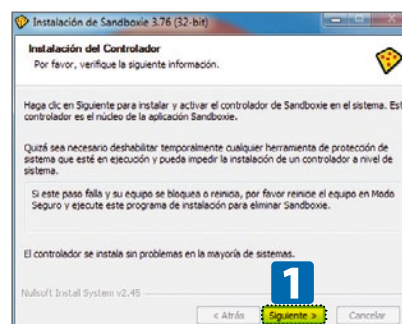 Instalación de Sandboxie 3.76 (32-bit)
Instalación del Controlador
Por favor, verifique la siguiente información.
Haga clic en Siguiente para instalar y activar el controlador de Sandboxie en el sistema. Est
controlador es el núcleo de la aplicación Sandboxie.
Quizá sea necesario deshabilitar temporalmente cualquier herramienta de protección de
sistema que esté en ejecución y pueda impedir la instalación de un controlador a nivel de
sistema.
Si este paso falla y su equipo se bloquea o reinicia, por favor reinicie el equipo en Modo
Seguro y ejecute este programa de instalación para eliminar Sandboxie.
El controlador se instala sin problemas en la mayoría de sistemas.
1
Nullsoft Install System v2.45
< Atrás Siguiente > Cancelar